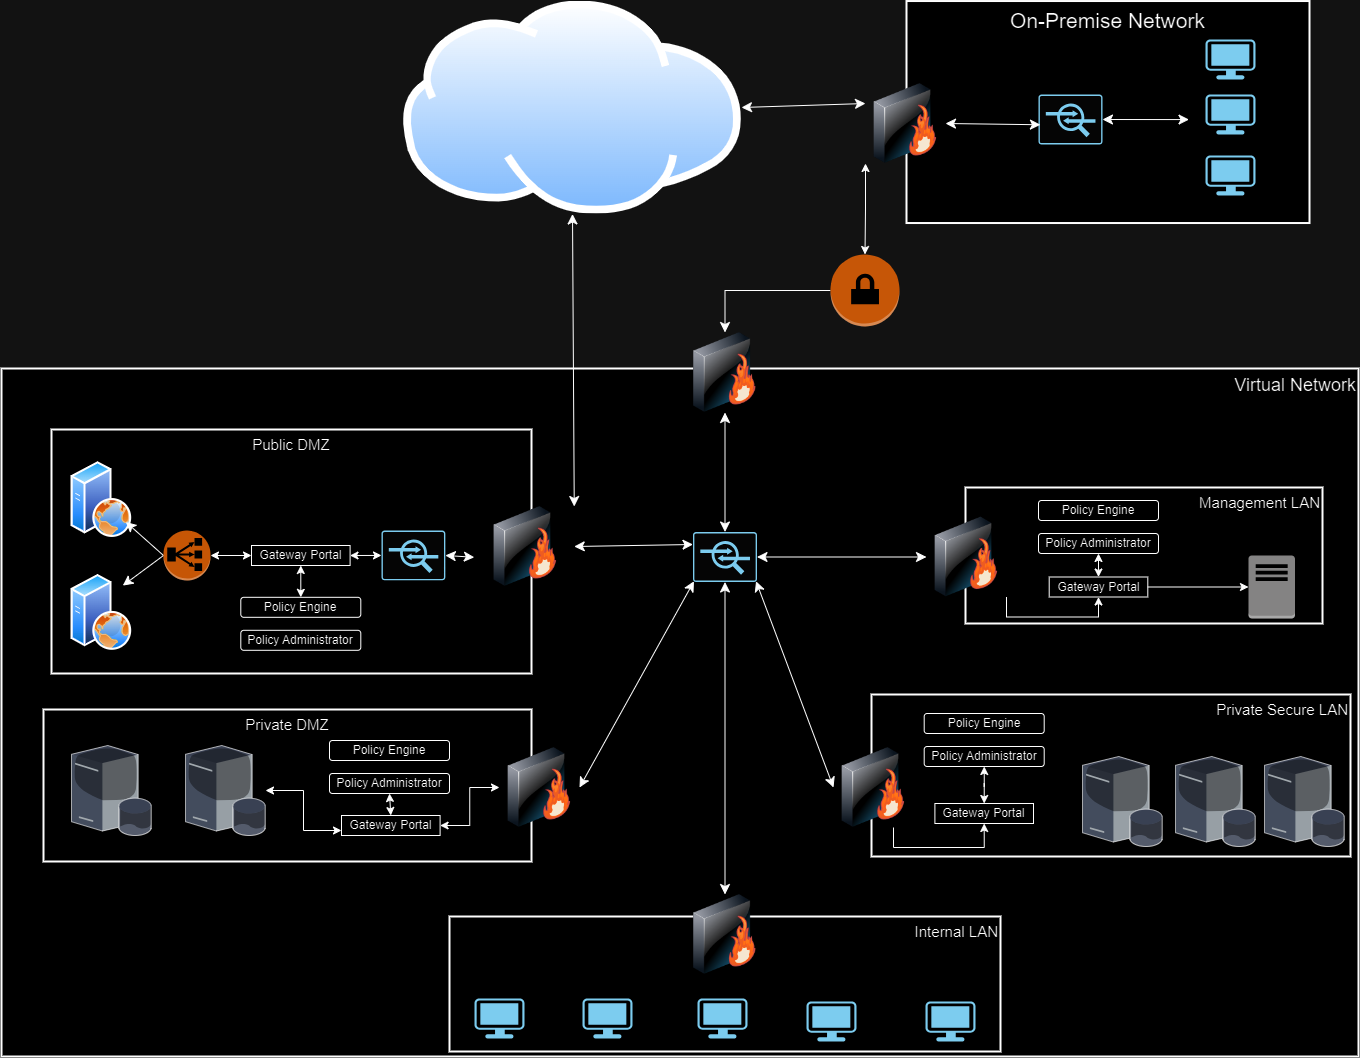 On-Premise Network
Virtual Network
Public DMZ
Gateway Portal
Policy Engine
Policy Administrator
Management LAN
Policy Engine
Policy Administrator
Gateway Portal
Private DMZ
Policy Engine
Policy Administrator
Gateway Portal
Private Secure LAN
Policy Engine
Policy Administrator
Gateway Portal
Internal LAN